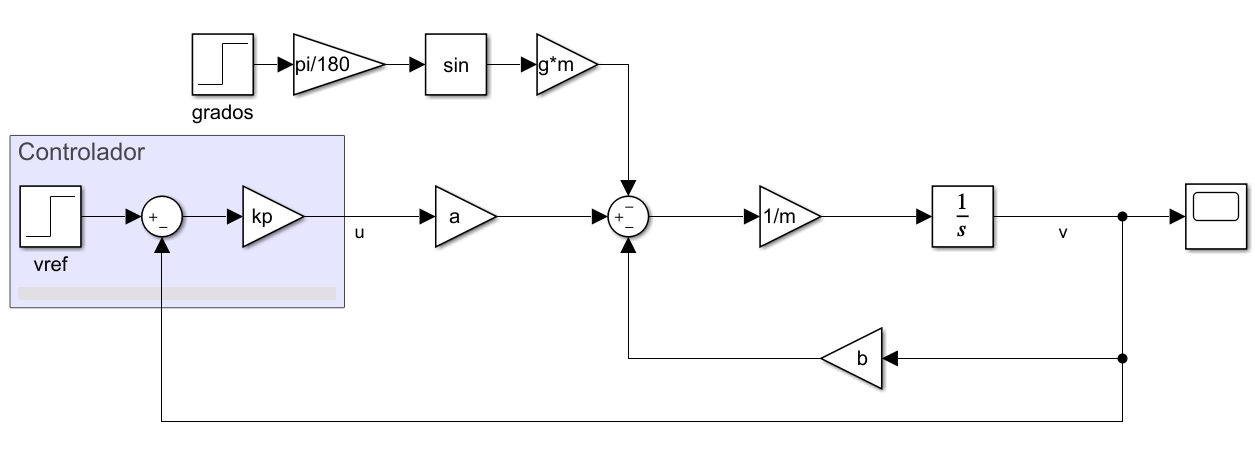 pi/180
sin
g*m
grados
Controlador
+
−
kp
u
a
−
+
−
1/m
1
s
v
vref
b